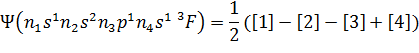 Ψ(n₁s¹n₂s²n₃p¹n₄s¹ ³F) = 1/2 ([1] − [2] − [3] + [4])